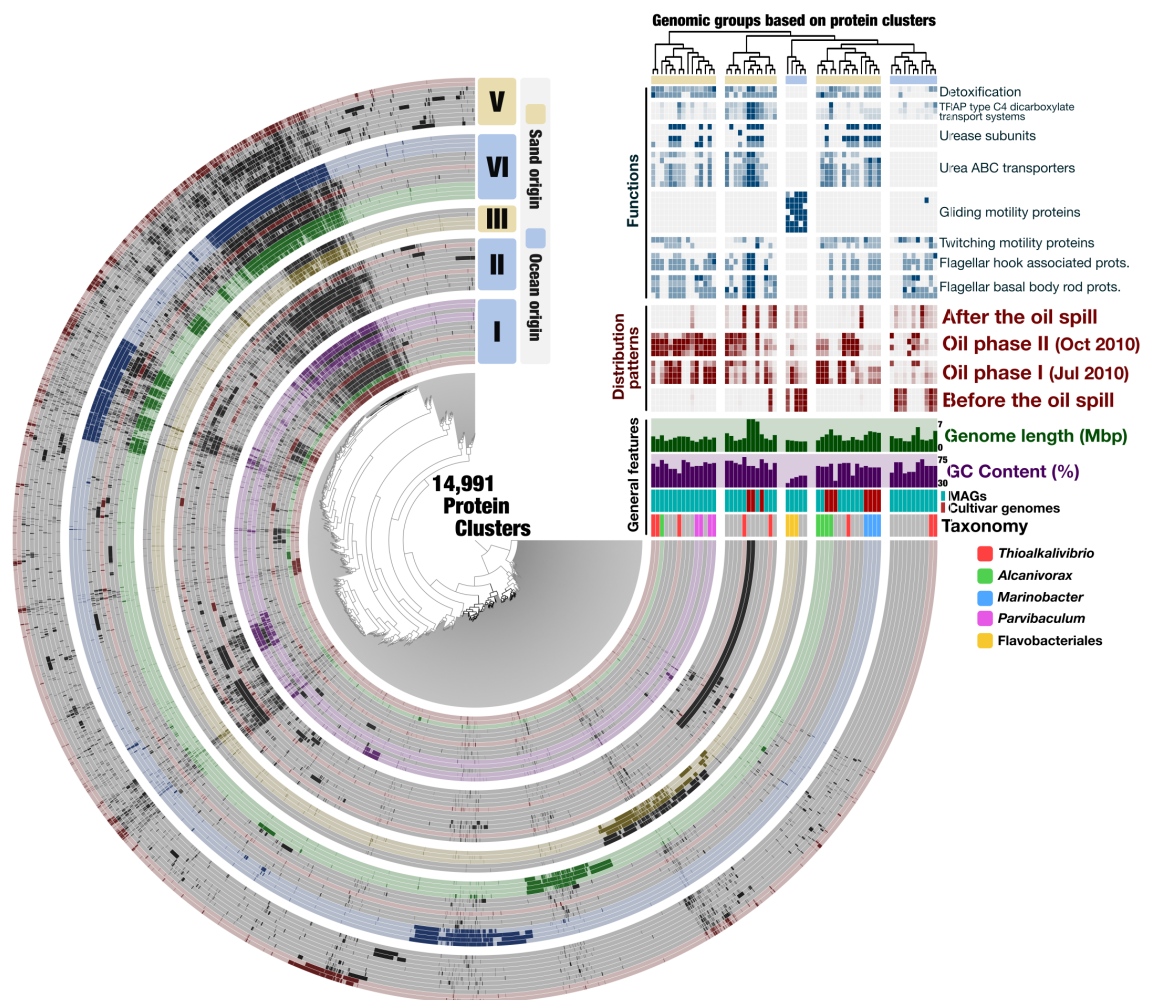 Genomic groups based on protein clusters
Functions
Detoxification
TRAP type C4 dicarboxylate
transport systems
Urease subunits
Urea ABC transporters
Gliding motility proteins
Twitching motility proteins
Flagellar hook associated prots.
Flagellar basal body rod prots.
Distribution
patterns
After the oil spill
Oil phase II (Oct 2010)
Oil phase I (Jul 2010)
Before the oil spill
General features
7
Genome length (Mbp)
0
75
GC Content (%)
30
MAGs
Cultivar genomes
Taxonomy
Thioalkalivibrio
Alcanivorax
Marinobacter
Parvibaculum
Flavobacteriales
V
VI
III
II
I
Sand origin
Ocean origin
14,991
Protein
Clusters